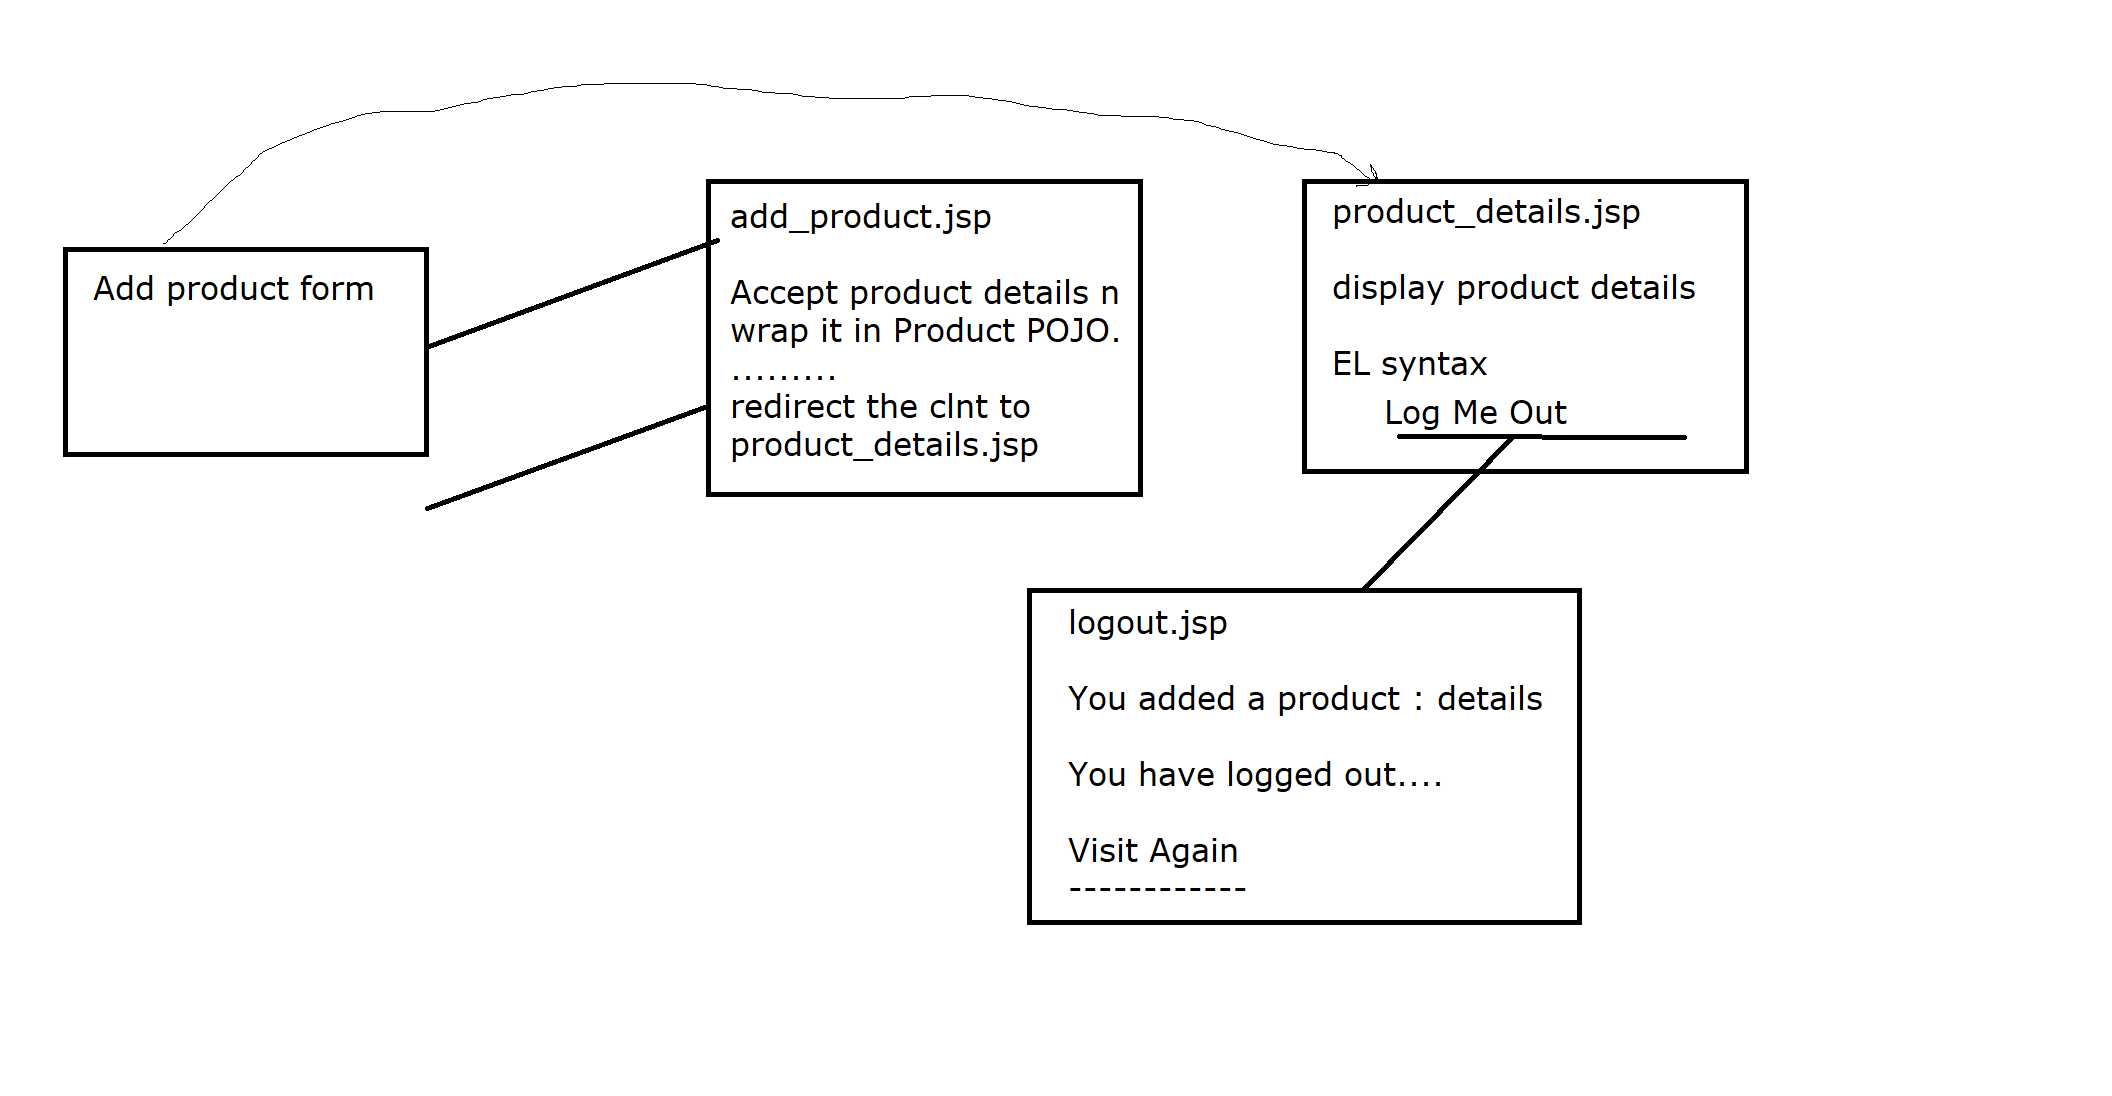 Add product form
add_product.jsp
Accept product details n
wrap it in Product POJO.
.........
redirect the clnt to
product_details.jsp
product_details.jsp
display product details
EL syntax
Log Me Out
logout.jsp
You added a product : details
You have logged out....
Visit Again
------------